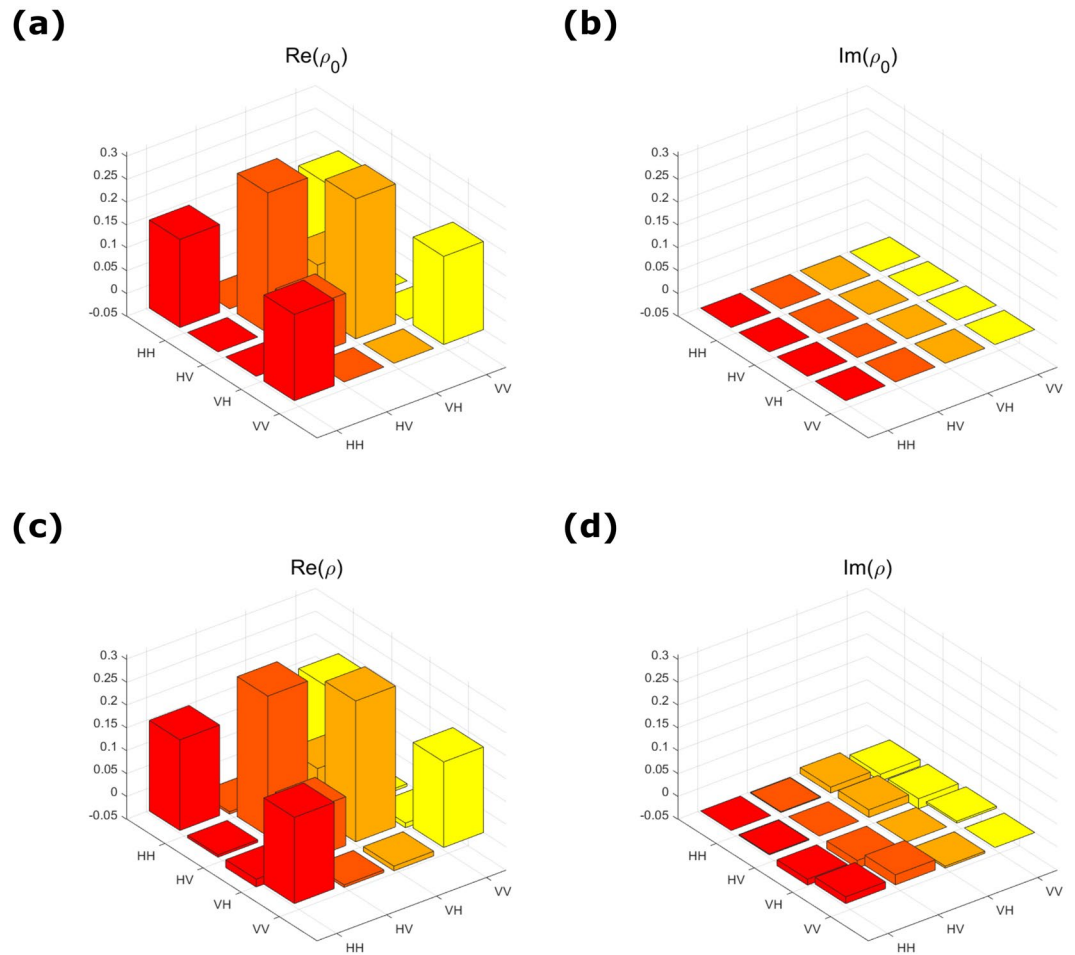 (a)
Re(ρ₀)
0.3
0.25
0.2
0.15
0.1
0.05
0
-0.05
HH
HV
VH
VV
HH
HV
VH
VV
(b)
Im(ρ₀)
0.3
0.25
0.2
0.15
0.1
0.05
0
-0.05
HH
HV
VH
VV
HH
HV
VH
VV
(c)
Re(ρ)
0.3
0.25
0.2
0.15
0.1
0.05
0
-0.05
HH
HV
VH
VV
HH
HV
VH
VV
(d)
Im(ρ)
0.3
0.25
0.2
0.15
0.1
0.05
0
-0.05
HH
HV
VH
VV
HH
HV
VH
VV